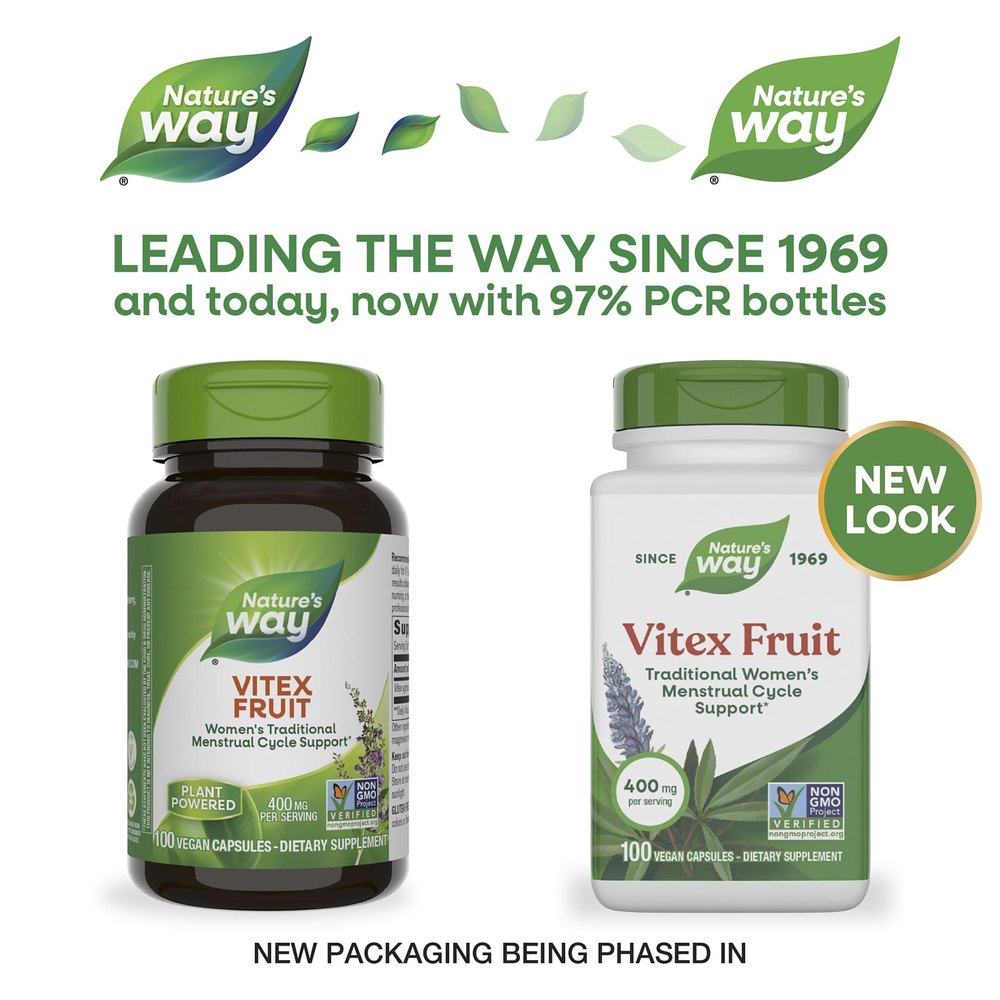 Nature's
way
®
Nature's
way
®
LEADING THE WAY SINCE 1969
and today, now with 97% PCR bottles
Nature's
way
®
VITEX
FRUIT
Women's Traditional
Menstrual Cycle Support*
PLANT
POWERED
400 MG
PER SERVING
NON
GMO
Project
VERIFIED
nongmoproject.org
100 VEGAN CAPSULES - DIETARY SUPPLEMENT
SINCE
Nature's
way
®
1969
Vitex Fruit
Traditional Women's
Menstrual Cycle
Support*
400 mg
per serving
NON
GMO
Project
VERIFIED
nongmoproject.org
100 VEGAN CAPSULES - DIETARY SUPPLEMENT
NEW
LOOK
NEW PACKAGING BEING PHASED IN